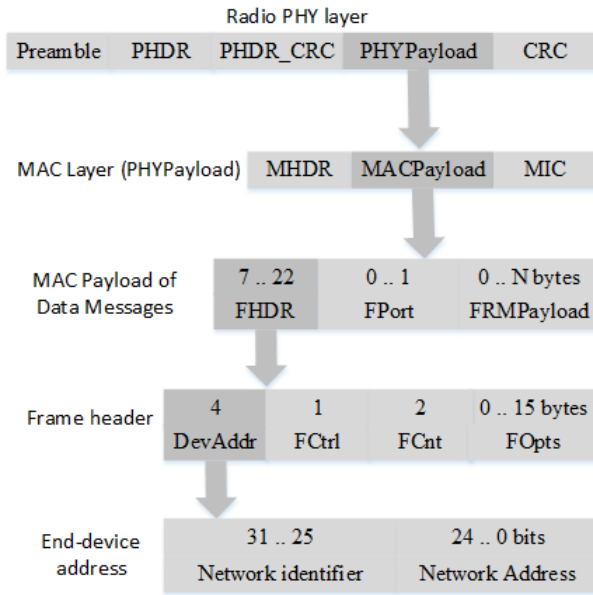 Radio PHY layer
Preamble PHDR PHDR_CRC PHYPayload CRC
MAC Layer (PHYPayload) MHDR MACPayload MIC
MAC Payload of
Data Messages
7 .. 22 0 .. 1 0 .. N bytes
FHDR FPort FRMPayload
Frame header
4 1 2 0 .. 15 bytes
DevAddr FCtrl FCnt FOpts
End-device
address
31 .. 25 24 .. 0 bits
Network identifier Network Address